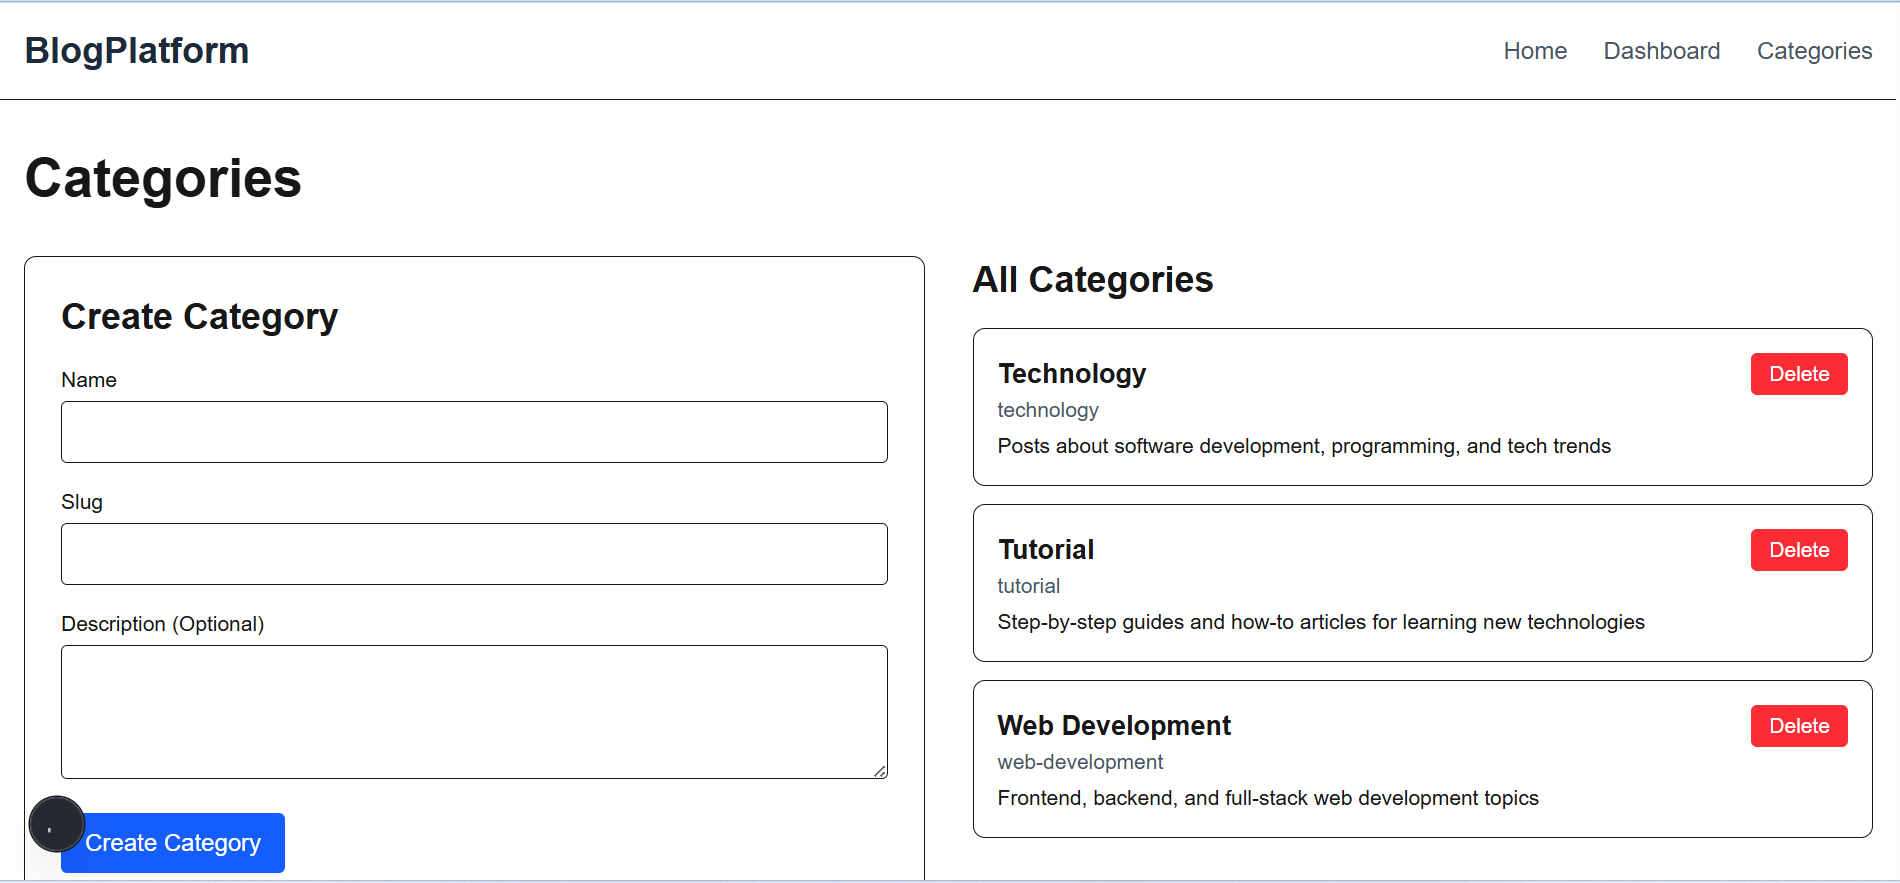 BlogPlatform
Home Dashboard Categories
Categories
Create Category
Name
Slug
Description (Optional)
Create Category
All Categories
Technology
Delete
technology
Posts about software development, programming, and tech trends
Tutorial
Delete
tutorial
Step-by-step guides and how-to articles for learning new technologies
Web Development
Delete
web-development
Frontend, backend, and full-stack web development topics